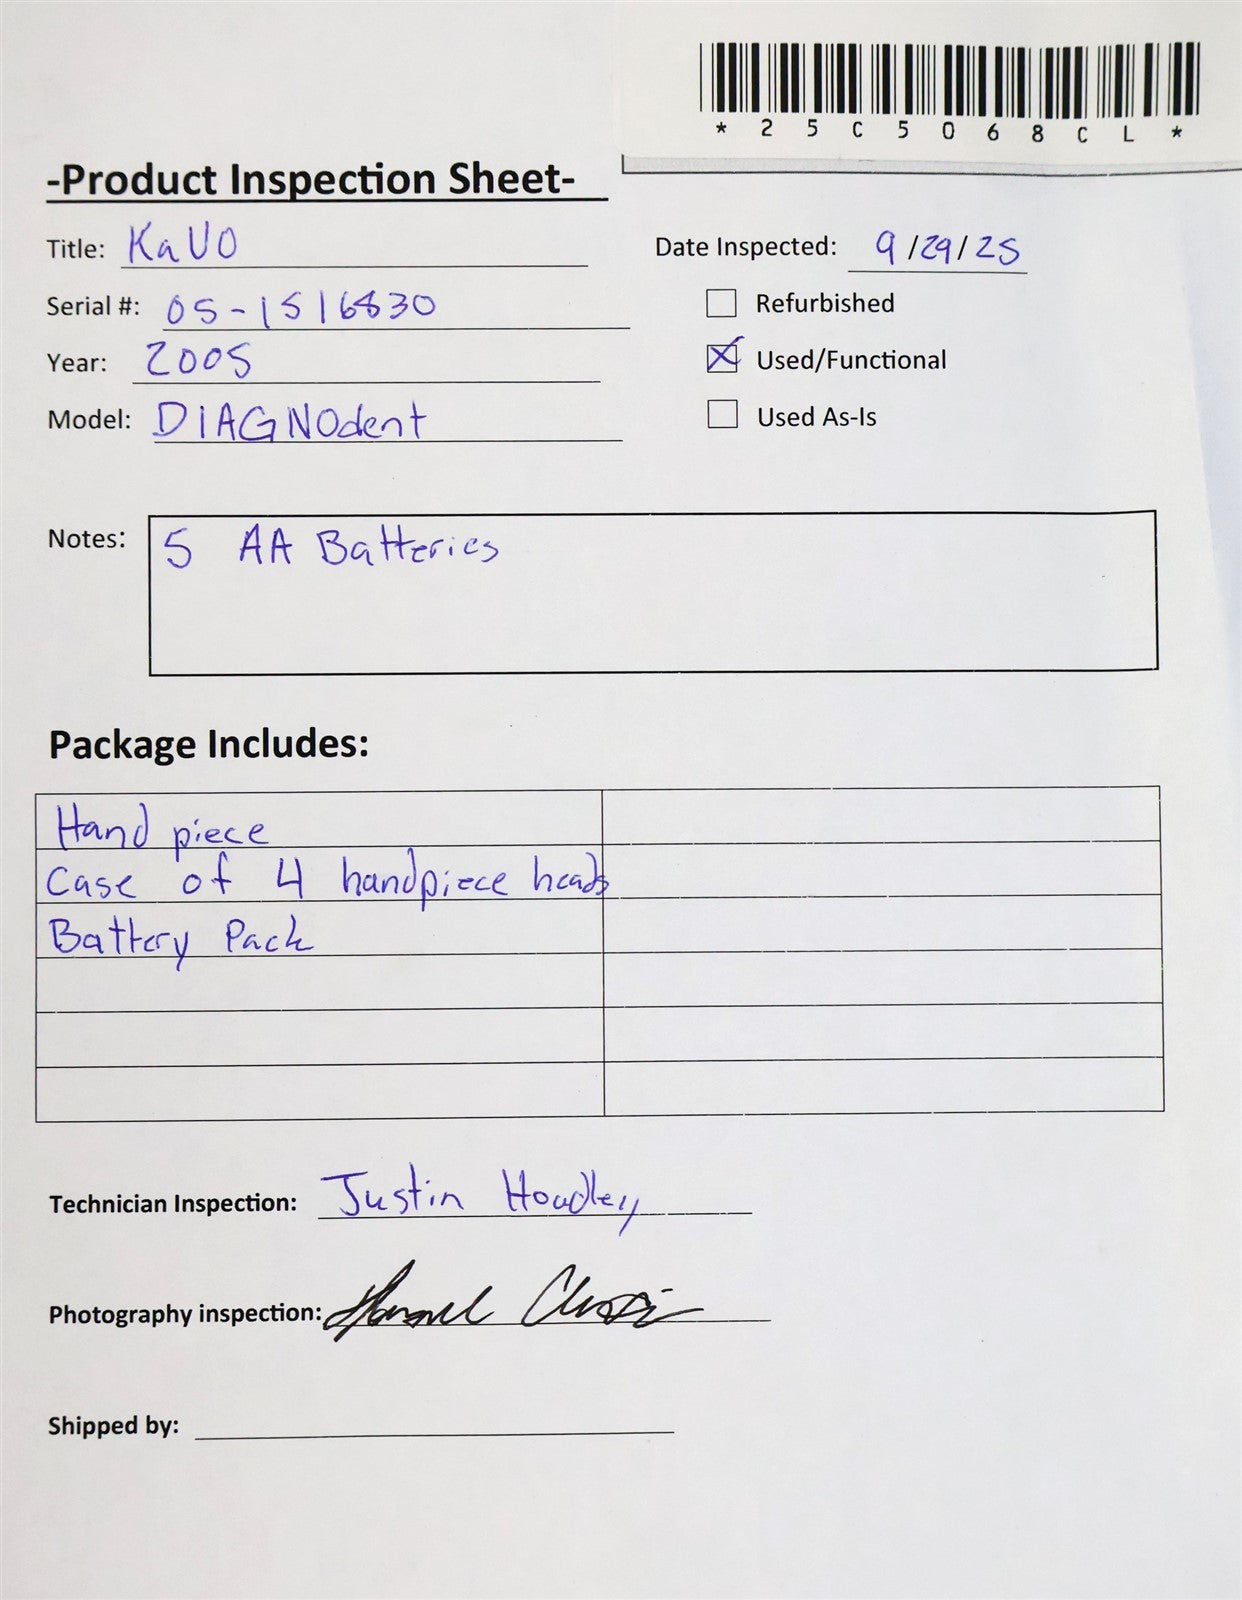 *25C5068CL*
-Product Inspection Sheet-
Title: KaVO
Date Inspected: 9/29/25
Serial #: 05-1516830
Refurbished
Year: 2005
Used/Functional
Model: DIAGNOdent
Used As-Is
Notes: 5 AA Batteries
Package Includes:
Hand piece
Case of 4 handpiece heads
Battery Pack
Technician Inspection: Justin Hoadley
Photography inspection:
Shipped by: